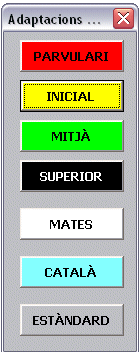 Adaptacions ...
PARVULARI
INICIAL
MITJÀ
SUPERIOR
MATES
CATALÀ
ESTÀNDARD